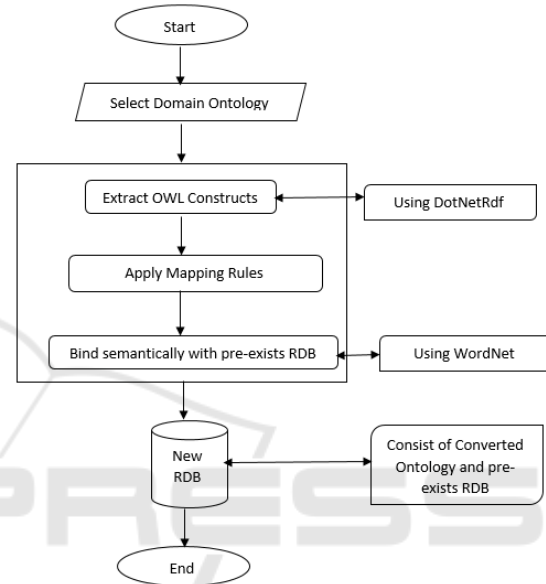 Start
Select Domain Ontology
Extract OWL Constructs
Using DotNetRdf
Apply Mapping Rules
Bind semantically with pre-exists RDB
Using WordNet
New
RDB
Consist of Converted
Ontology and pre-
exists RDB
PRESS
End